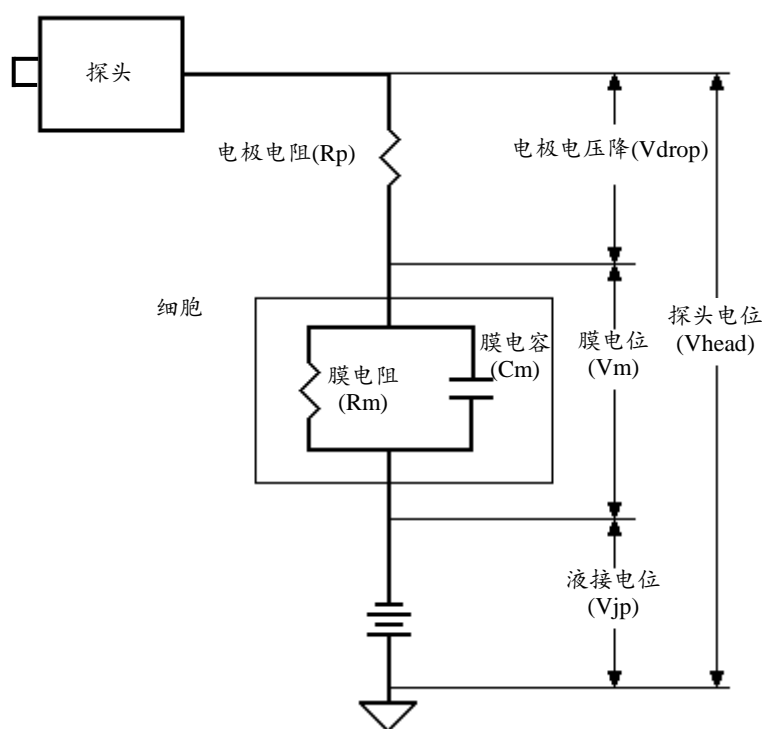 探头
电极电阻(Rp)
电极电压降(Vdrop)
细胞
膜电阻
(Rm)
膜电容
(Cm)
膜电位
(Vm)
探头电位
(Vhead)
液接电位
(Vjp)